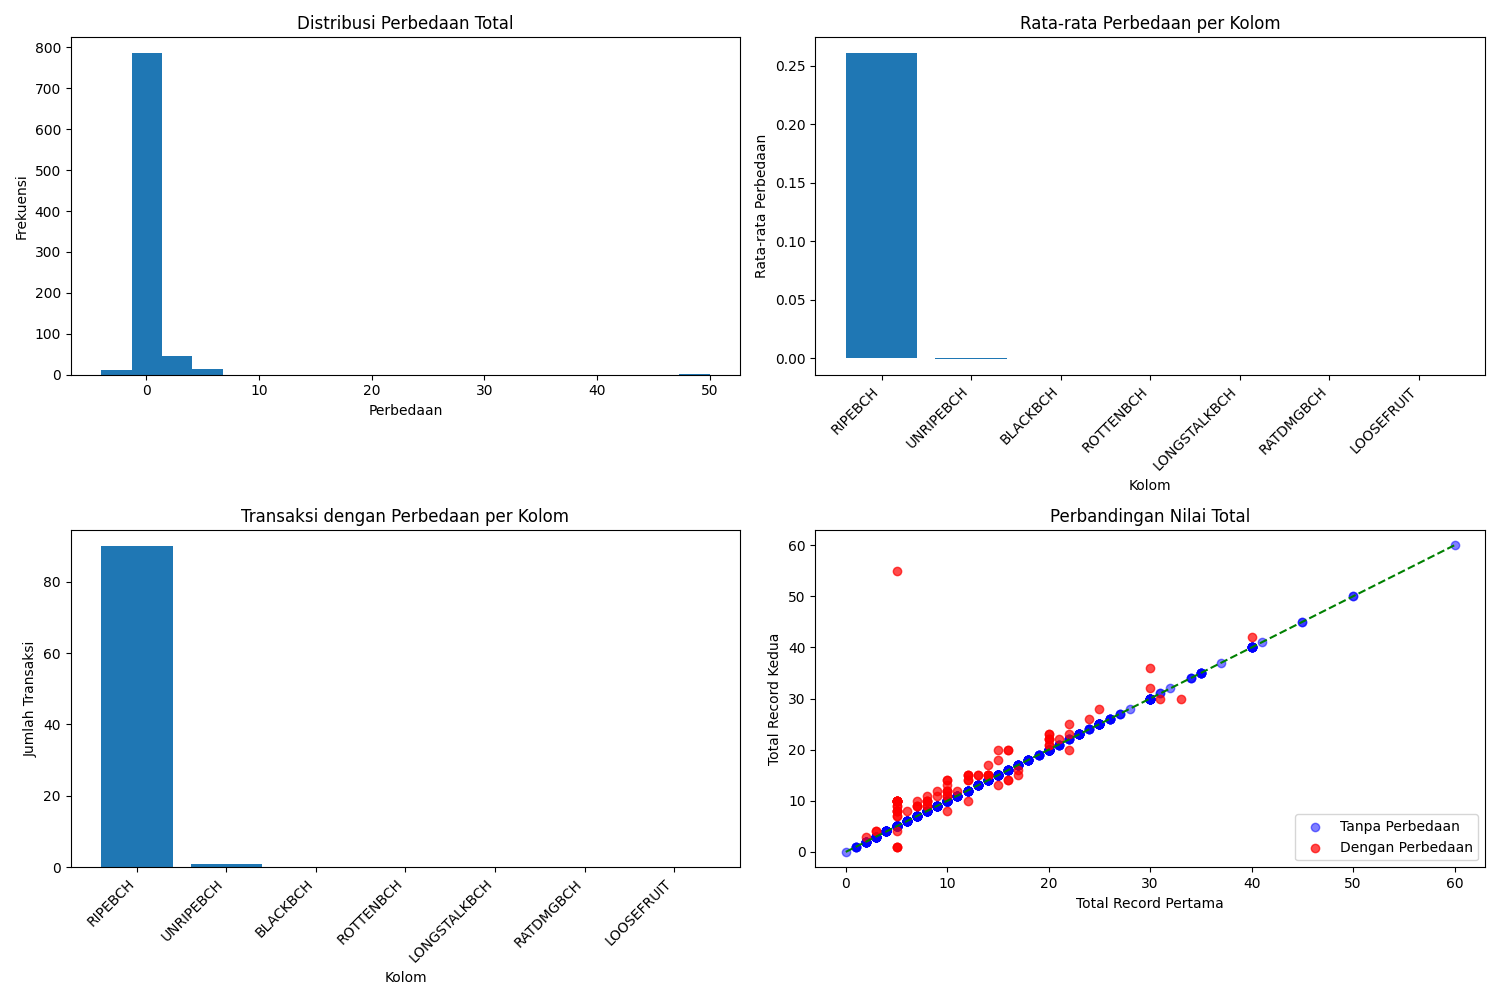 Distribusi Perbedaan Total
800
700
600
500
400
300
200
100
0
Frekuensi
0 10 20 30 40 50
Perbedaan
Rata-rata Perbedaan per Kolom
0.25
0.20
0.15
0.10
0.05
0.00
Rata-rata Perbedaan
RIPEBCH
UNRIPEBCH
BLACKBCH
ROTTENBCH
LONGSTALKBCH
RATDMGBCH
LOOSEFRUIT
Kolom
Transaksi dengan Perbedaan per Kolom
80
60
40
20
0
Jumlah Transaksi
RIPEBCH
UNRIPEBCH
BLACKBCH
ROTTENBCH
LONGSTALKBCH
RATDMGBCH
LOOSEFRUIT
Kolom
Perbandingan Nilai Total
60
50
40
30
20
10
0
Total Record Kedua
Tanpa Perbedaan
Dengan Perbedaan
0 10 20 30 40 50 60
Total Record Pertama